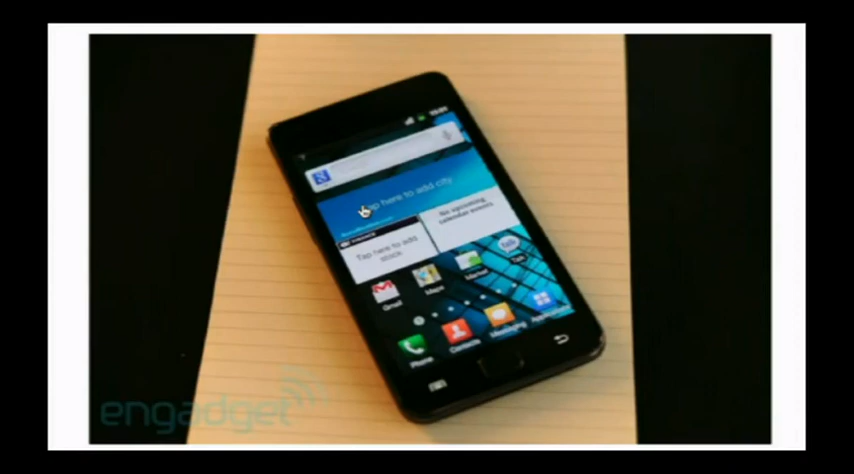 Tap here to add city
No upcoming
calendar events
Tap here to add
stock
Talk
Market
Maps
Gmail
Applications
Messaging
Contacts
Phone
engadget